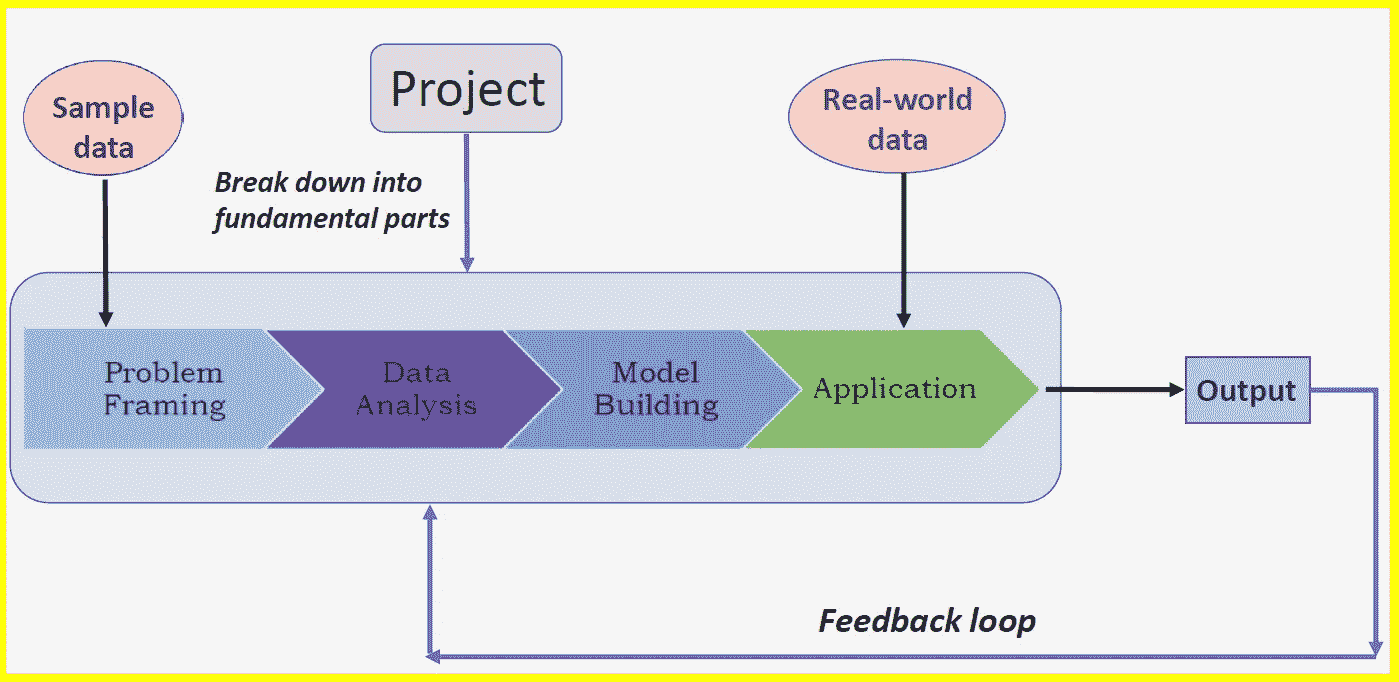 Sample
data
Project
Real-world
data
Break down into
fundamental parts
Problem
Framing
Data
Analysis
Model
Building
Application
Output
Feedback loop